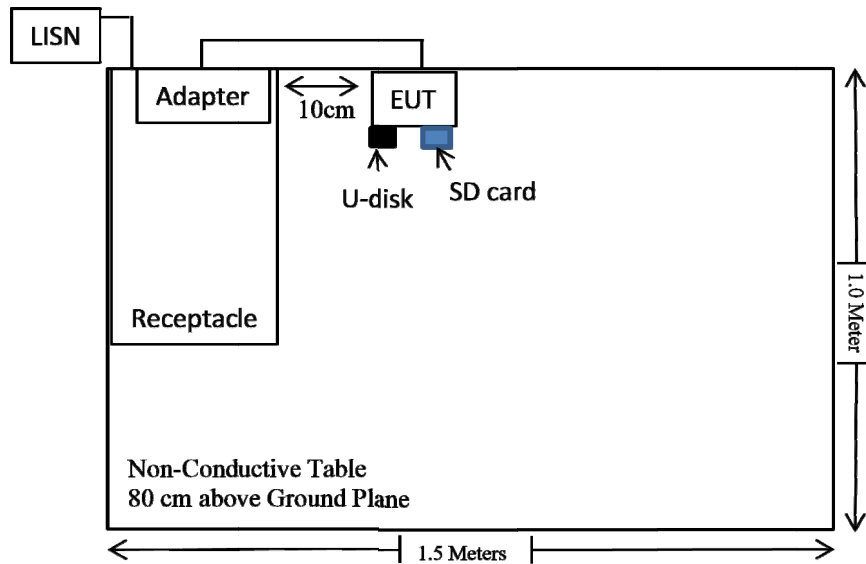 LISN
Adapter
EUT
10cm
U-disk
SD card
Receptacle
1.0 Meter
Non-Conductive Table
80 cm above Ground Plane
1.5 Meters